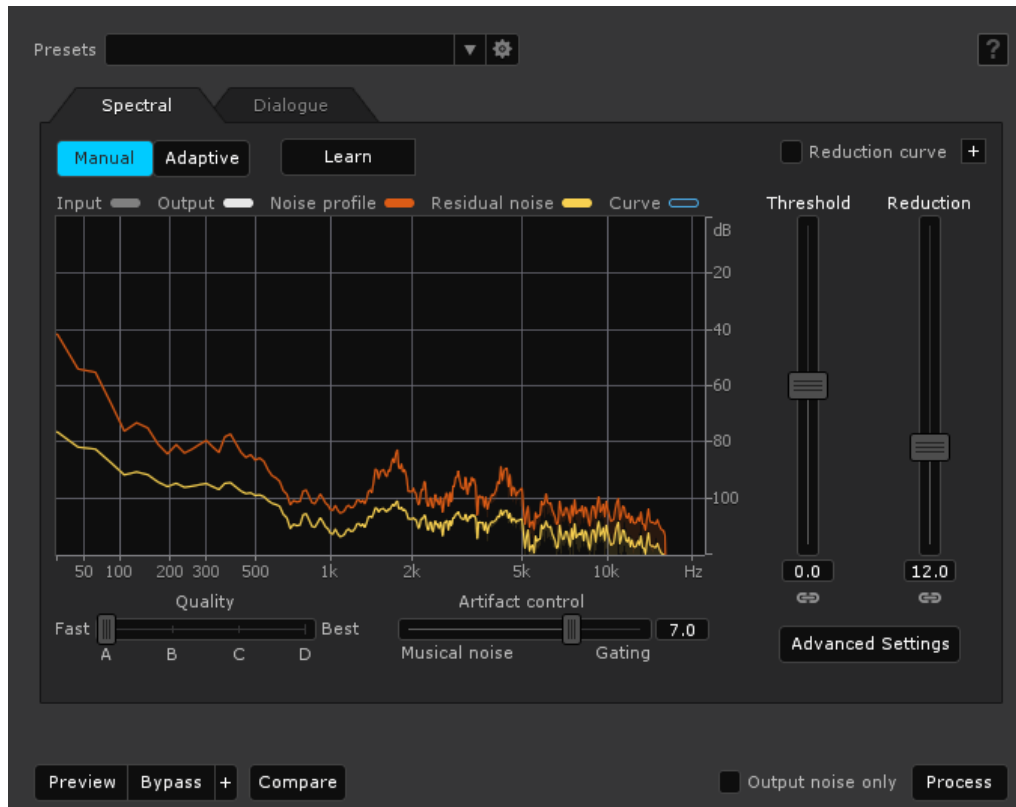 Presets ?
Spectral Dialogue
Manual Adaptive Learn Reduction curve +
Input Output Noise profile Residual noise Curve Threshold Reduction
dB
-20
-40
-60
-80
-100
50 100 200 300 500 1k 2k 5k 10k Hz 0.0 12.0
Quality Artifact control
Fast Best 7.0
A B C D Musical noise Gating Advanced Settings
Preview Bypass + Compare Output noise only Process